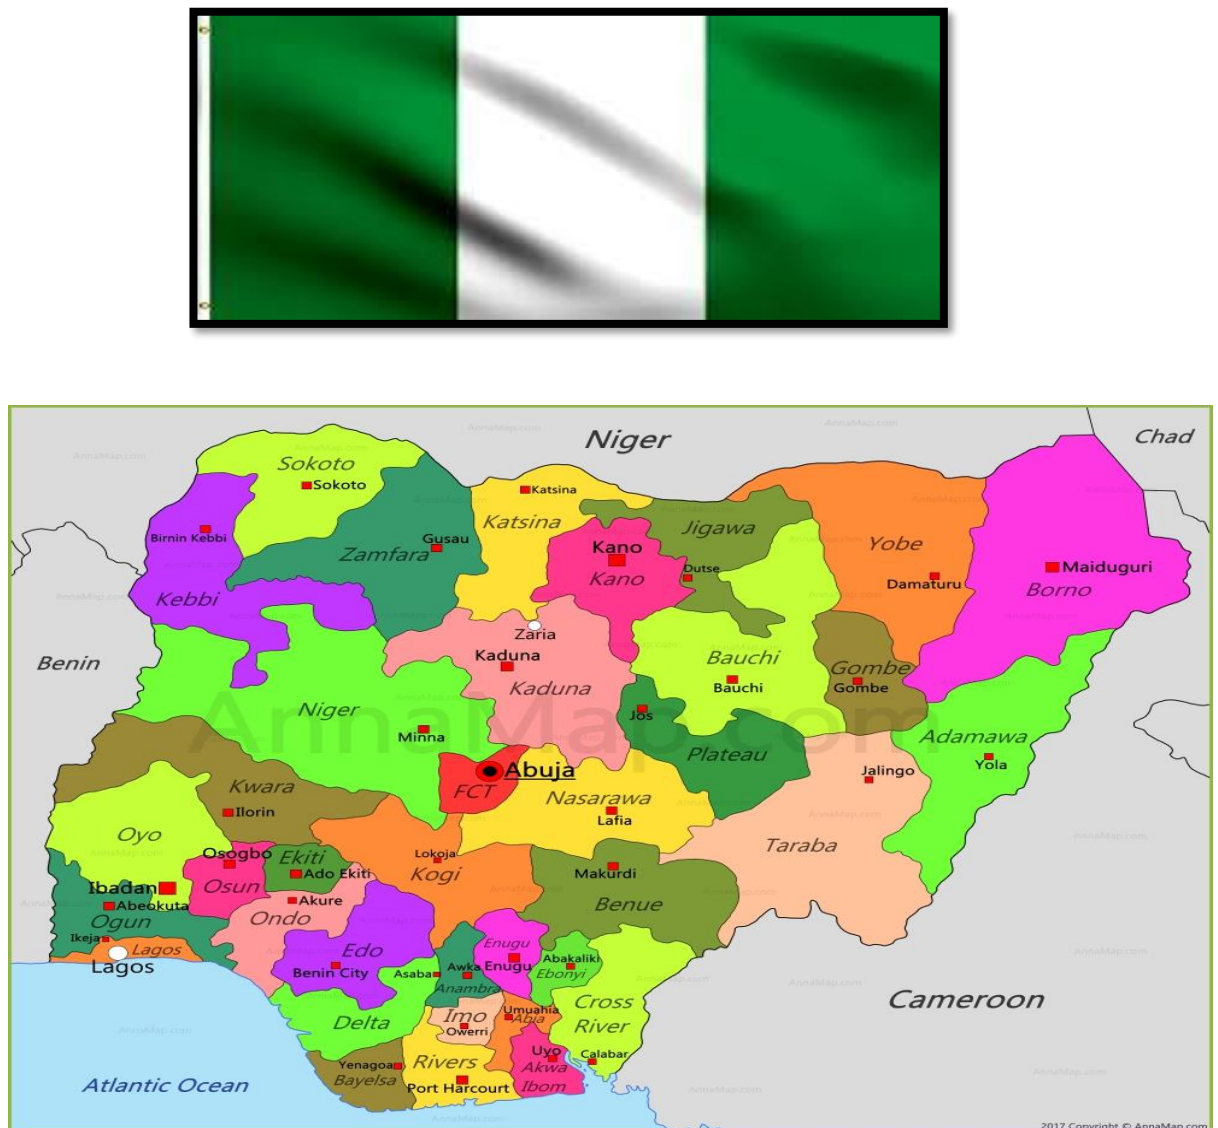 Niger
Chad
Sokoto
Sokoto
Katsina
Katsina
Birnin Kebbi
Kebbi
Gusau
Zamfara
Kano
Kano
Jigawa
Dutse
Yobe
Damaturu
Maiduguri
Borno
Benin
Zaria
Kaduna
Kaduna
Bauchi
Bauchi
Gombe
Gombe
Niger
Minna
Jos
Plateau
Adamawa
Yola
AnnaMap.com
Abuja
FCT
Nasarawa
Lafia
Jalingo
Taraba
Kwara
Ilorin
Oyo
Osogbo
Osun
Ekiti
Ado Ekiti
Lokoja
Kogi
Makurdi
Benue
Ibadan
Abeokuta
Ogun
Akure
Ondo
Ikeja
Lagos
Lagos
Edo
Benin City
Asaba
Awka
Anambra
Enugu
Enugu
Abakaliki
Ebonyi
Cross
River
Cameroon
Delta
Imo
Owerri
Umuahia
Abia
Yenagoa
Bayelsa
Rivers
Port Harcourt
Uyo
Akwa
Ibom
Calabar
Atlantic Ocean
2017 Copyright © AnnaMap.com